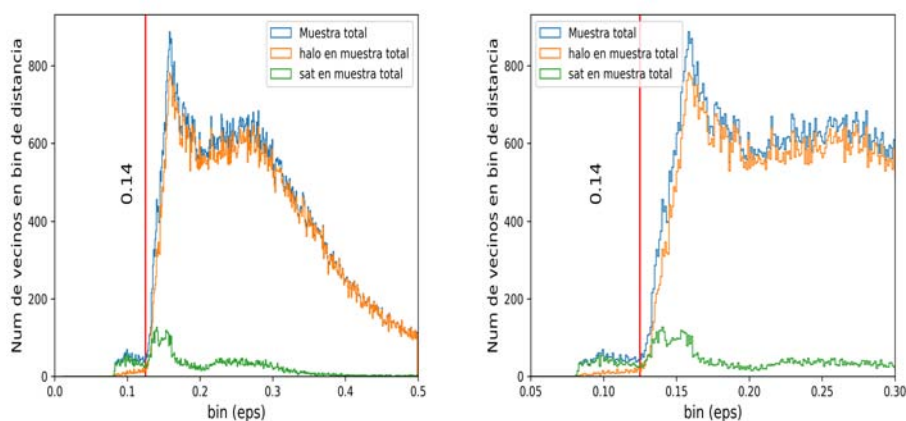 Num de vecinos en bin de distancia
800
600
400
200
0
0.14
Muestra total
halo en muestra total
sat en muestra total
0.0
0.1
0.2
0.3
0.4
0.5
bin (eps)
Num de vecinos en bin de distancia
800
600
400
200
0
0.14
Muestra total
halo en muestra total
sat en muestra total
0.05
0.10
0.15
0.20
0.25
0.30
bin (eps)